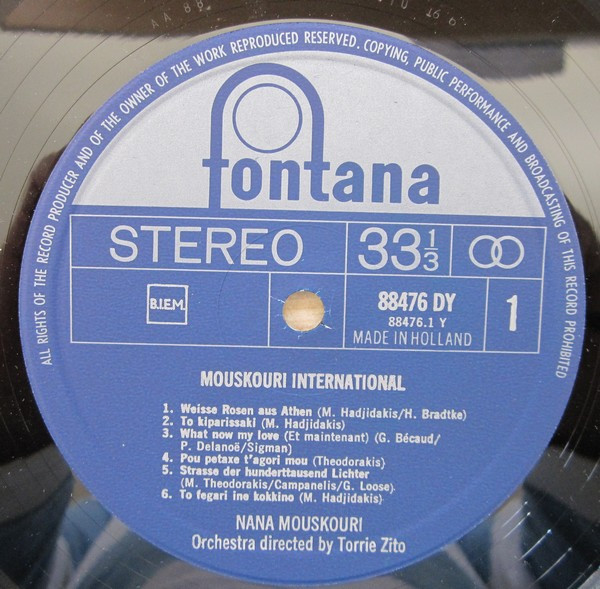 ALL RIGHTS OF THE RECORD PRODUCER AND OF THE OWNER OF THE WORK REPRODUCED RESERVED. COPYING, PUBLIC PERFORMANCE AND BROADCASTING OF THIS RECORD PROHIBITED
fontana
STEREO 33 1/3
B.I.E.M. 88476 DY 1
88476.1 Y
MADE IN HOLLAND
MOUSKOURI INTERNATIONAL
1. Weisse Rosen aus Athen (M. Hadjidakis/H. Bradtke)
2. To kiparissaki (M. Hadjidakis)
3. What now my love (Et maintenant) (G. Bécaud/
P. Delanoë/Sigman)
4. Pou petaxe t'agori mou (Theodorakis)
5. Strasse der hunderttausend Lichter
(M. Theodorakis/Campanelis/G. Loose)
6. To fegari ine kokkino (M. Hadjidakis)
NANA MOUSKOURI
Orchestra directed by Torrie Zito